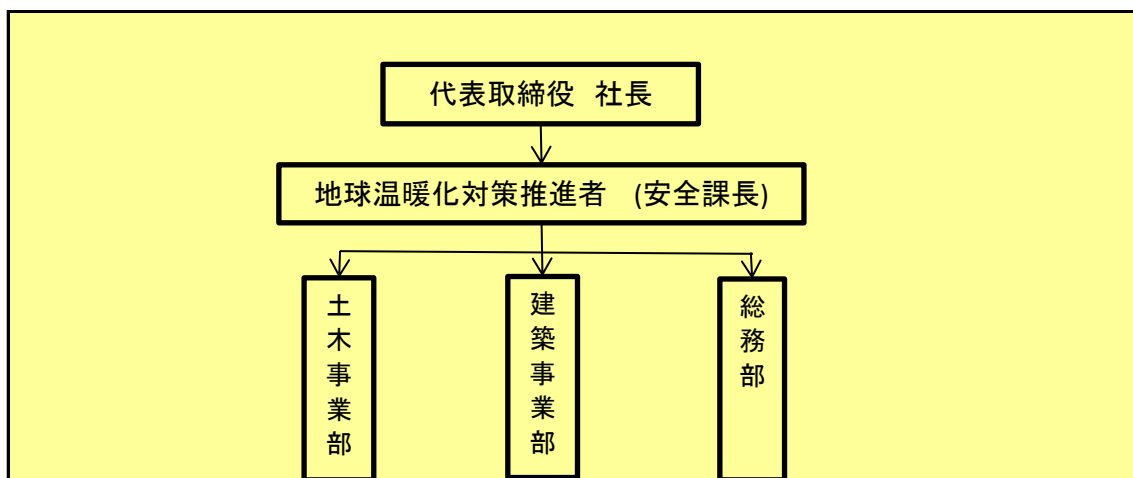 代表取締役 社長
地球温暖化対策推進者 (安全課長)
土木事業部
建築事業部
総務部